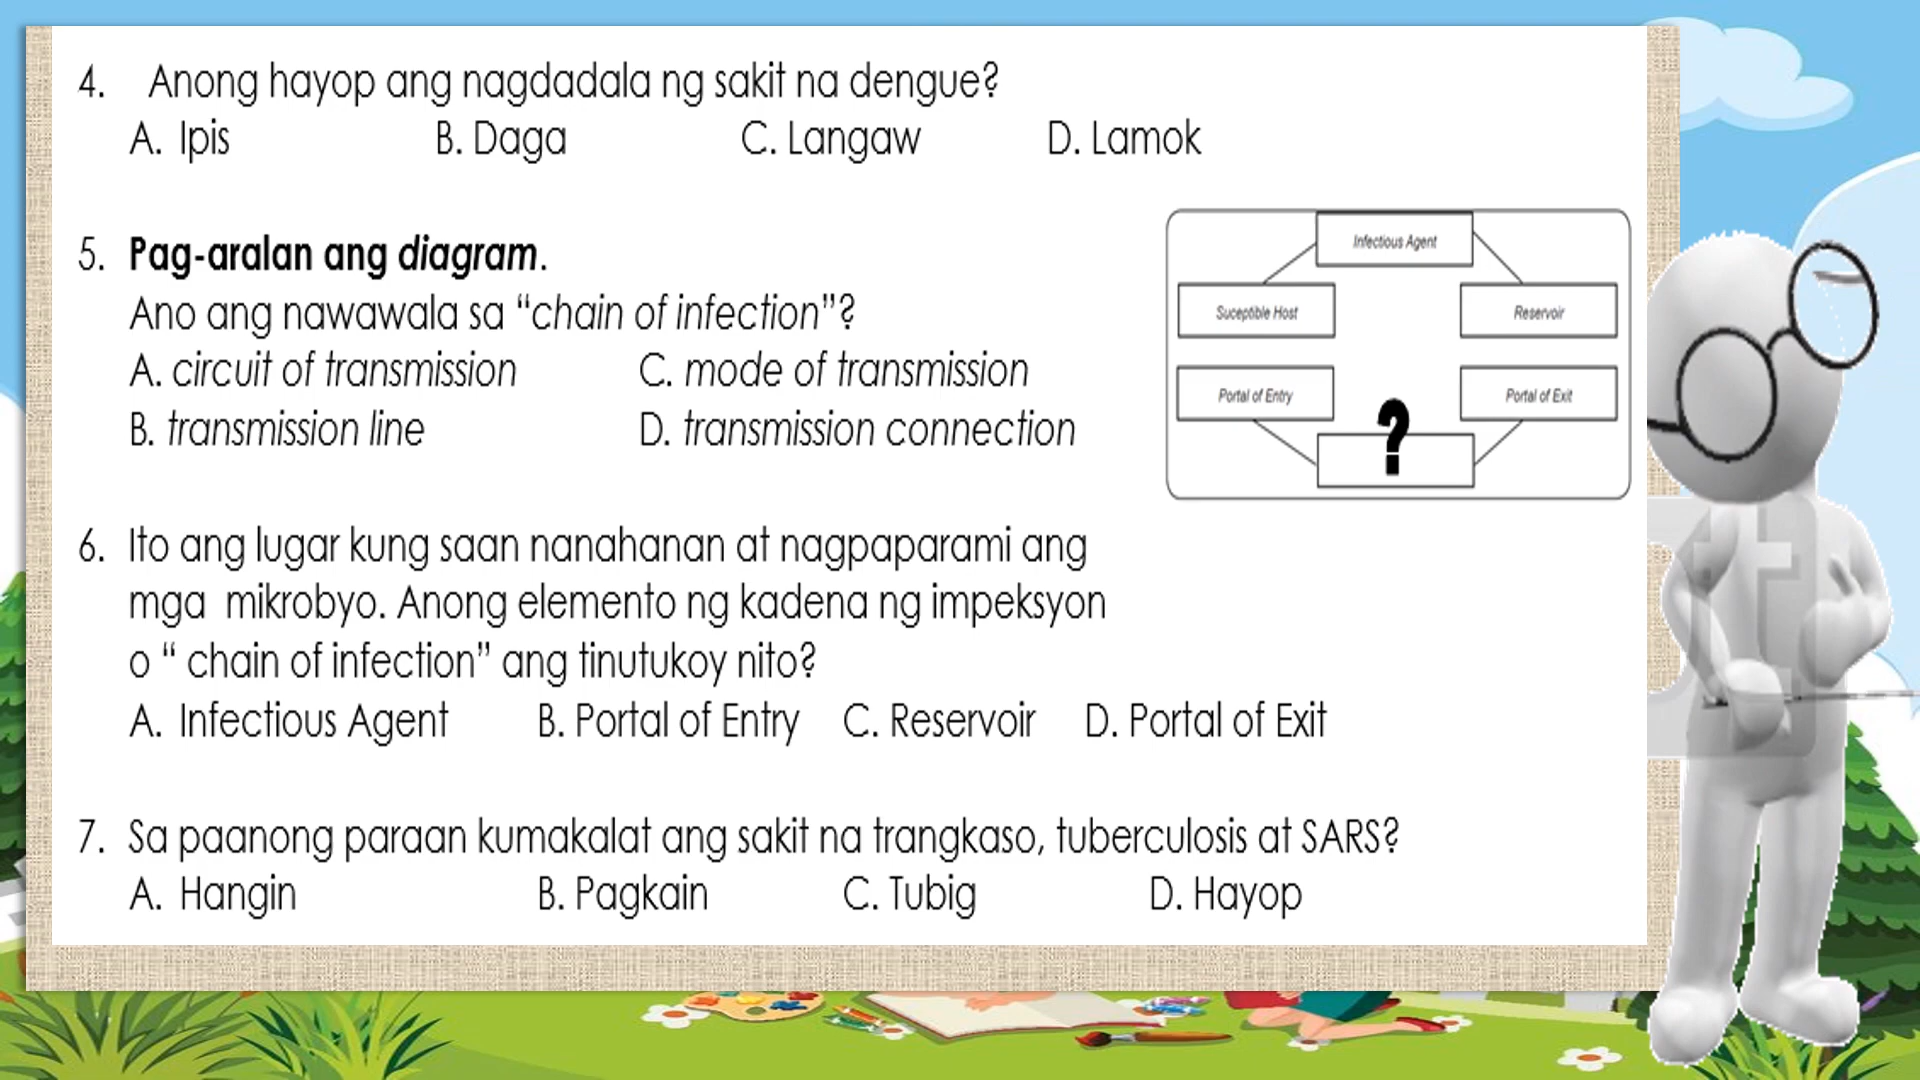 4. Anong hayop ang nagdadala ng sakit na dengue?
A. Ipis B. Daga C. Langaw D. Lamok
5. Pag-aralan ang diagram.
Ano ang nawawala sa “chain of infection”?
A. circuit of transmission C. mode of transmission
B. transmission line D. transmission connection
Infectious Agent
Suceptible Host Reservoir
Portal of Entry Portal of Exit
?
6. Ito ang lugar kung saan nanahanan at nagpaparami ang
mga mikrobyo. Anong elemento ng kadena ng impeksyon
o “ chain of infection” ang tinutukoy nito?
A. Infectious Agent B. Portal of Entry C. Reservoir D. Portal of Exit
7. Sa paanong paraan kumakalat ang sakit na trangkaso, tuberculosis at SARS?
A. Hangin B. Pagkain C. Tubig D. Hayop